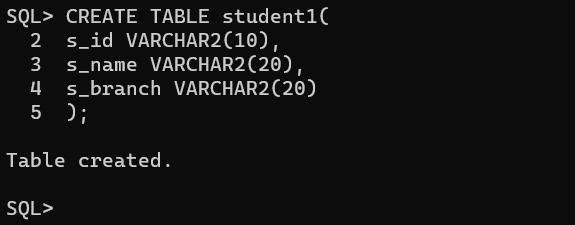 SQL> CREATE TABLE student1(
  2  s_id VARCHAR2(10),
  3  s_name VARCHAR2(20),
  4  s_branch VARCHAR2(20)
  5  );

Table created.

SQL>